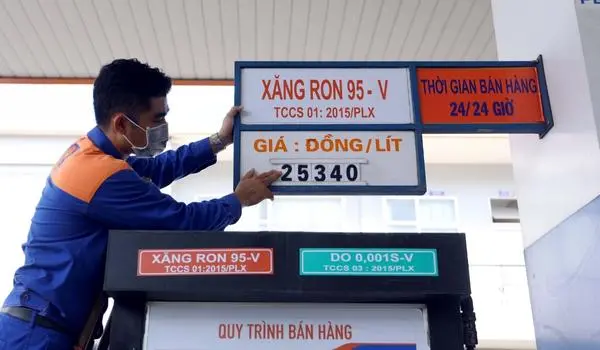 XĂNG RON 95 - V
TCCS 01: 2015/PLX
THỜI GIAN BÁN HÀNG
24/24 GIỜ
GIÁ : ĐỒNG/LÍT
25340
XĂNG RON 95-V
TCCS 01:2015/PLX
DO 0,001S-V
TCCS 03 : 2015/PLX
QUY TRÌNH BÁN HÀNG